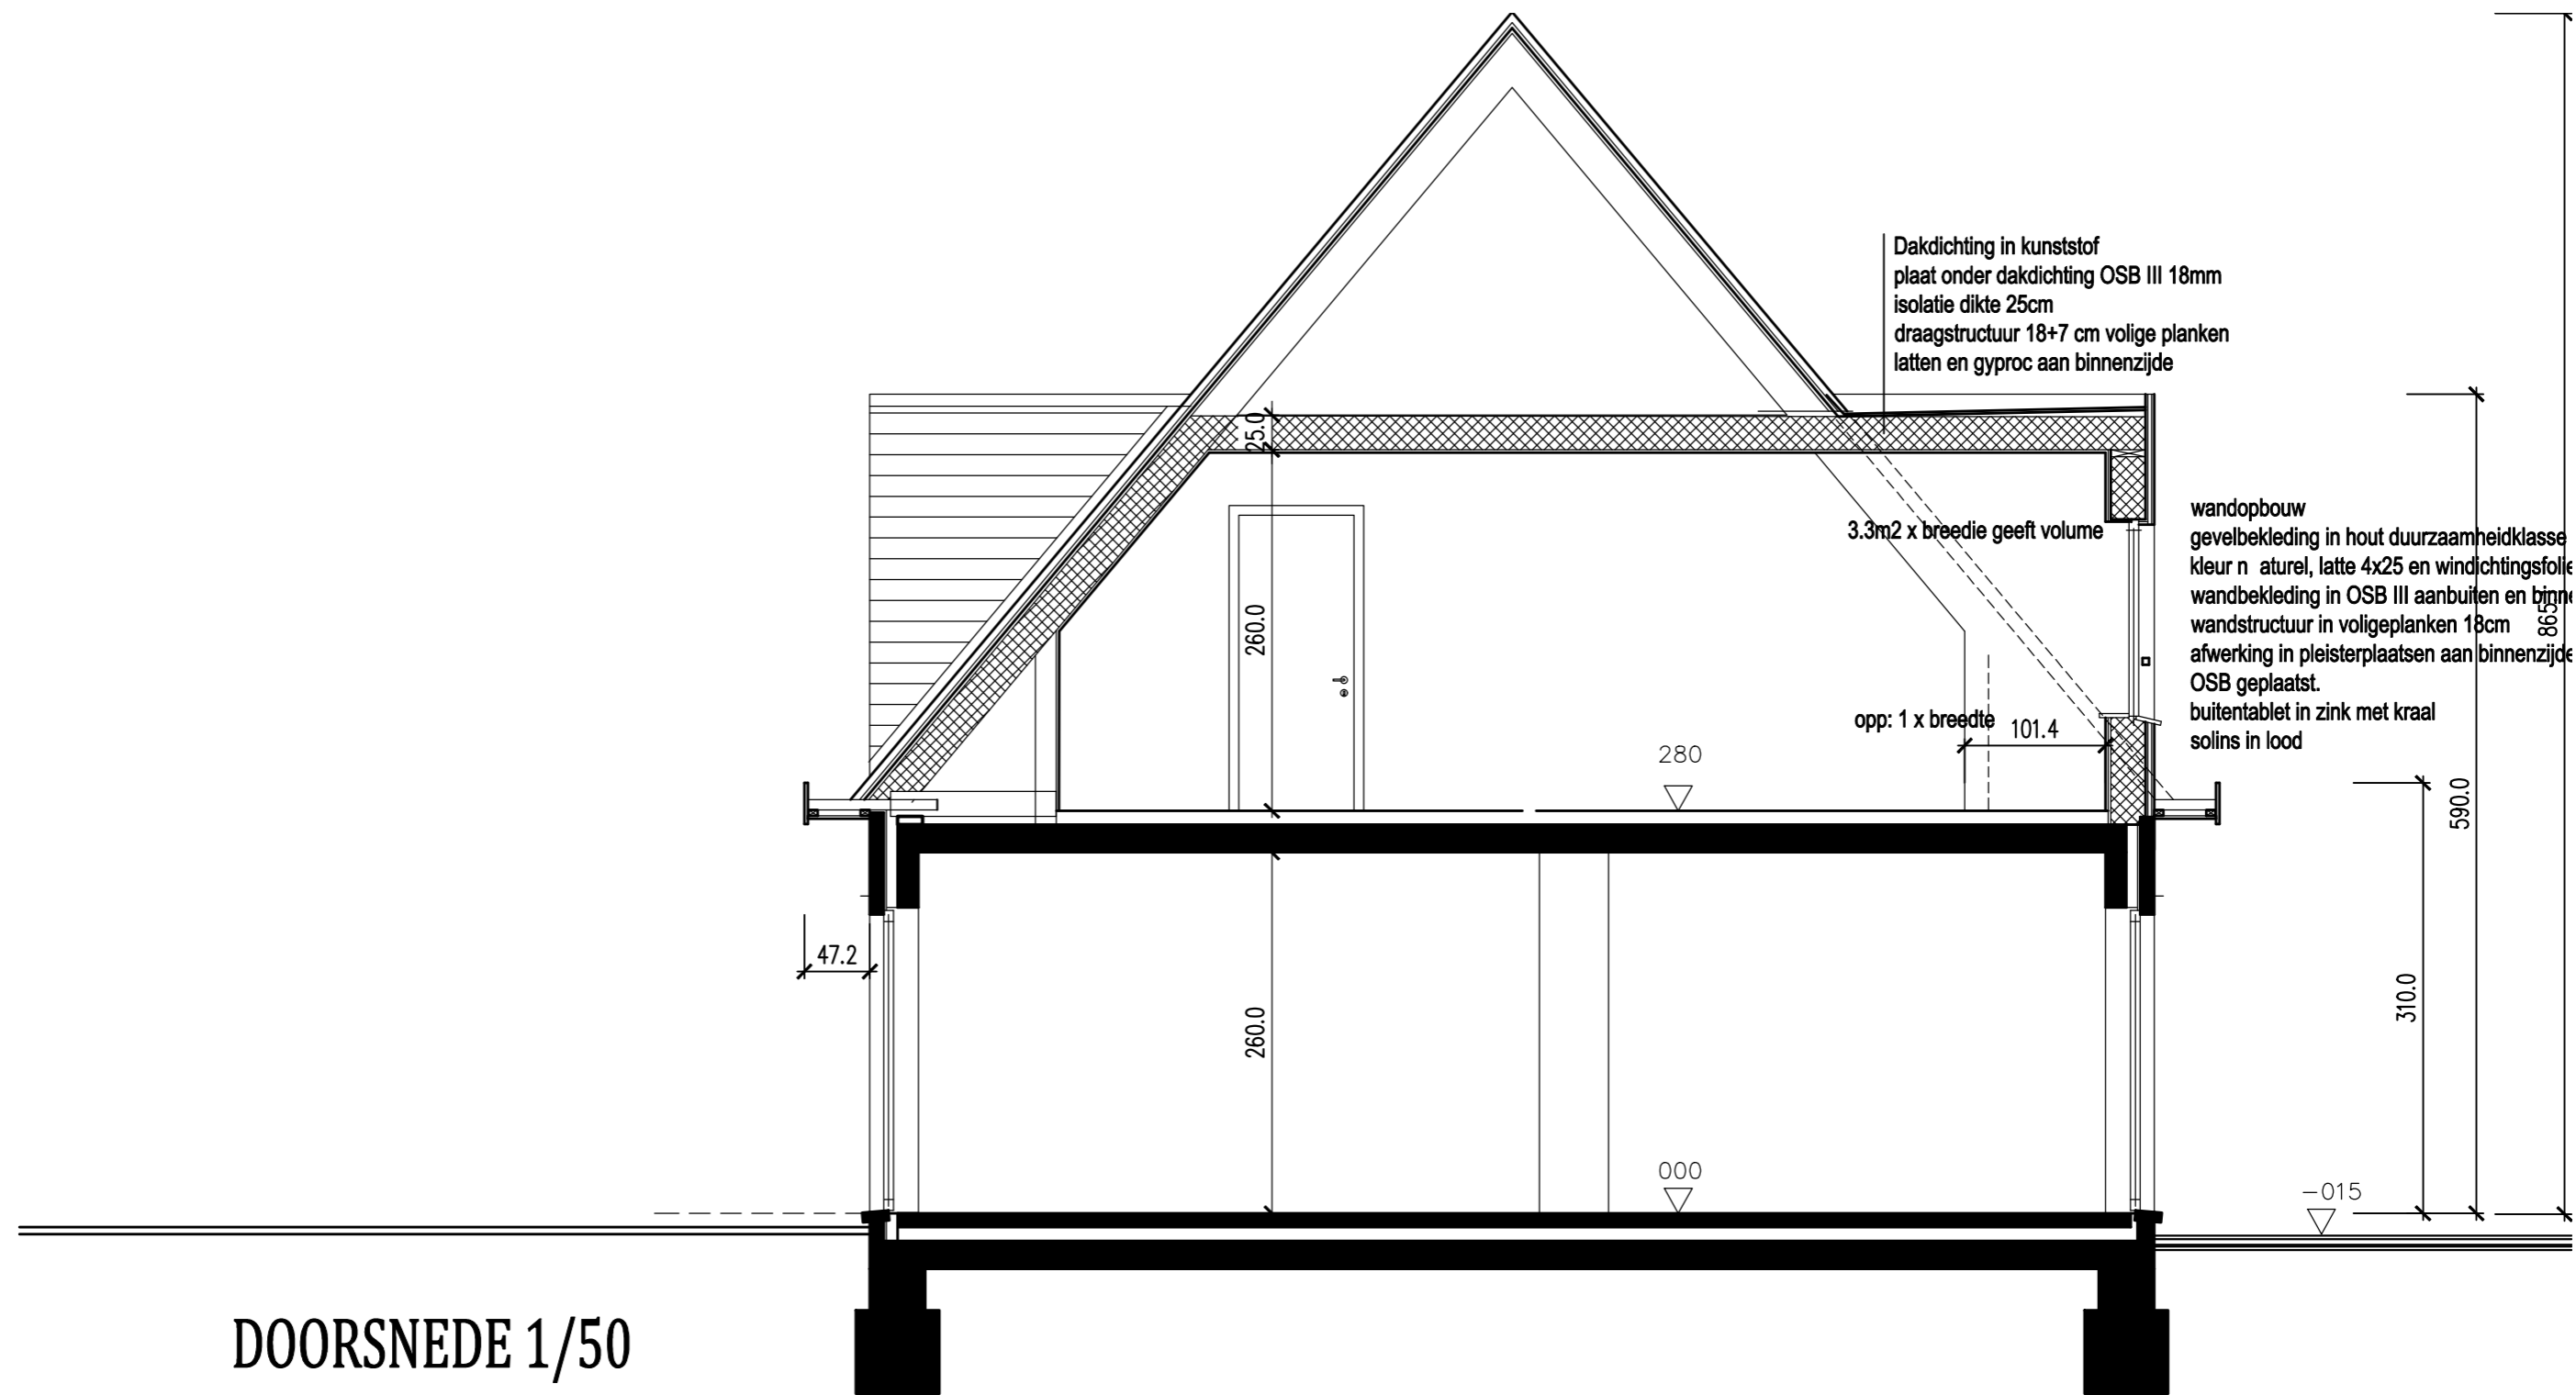 Dakdichting in kunststof
plaat onder dakdichting OSB III 18mm
isolatie dikte 25cm
draagstructuur 18+7 cm volige planken
latten en gyproc aan binnenzijde
25.0
wandopbouw
gevelbekleding in hout duurzaamheidklasse
kleur n aturel, latte 4x25 en windichtingsfolie
wandbekleding in OSB III aanbuiten en binne
wandstructuur in voligeplanken 18cm
afwerking in pleisterplaatsen aan binnenzijde
OSB geplaatst.
buitentablet in zink met kraal
solins in lood
3.3m2 x breedie geeft volume
260.0
865
opp: 1 x breedte
101.4
280
590.0
47.2
310.0
260.0
000
-015
DOORSNEDE 1/50